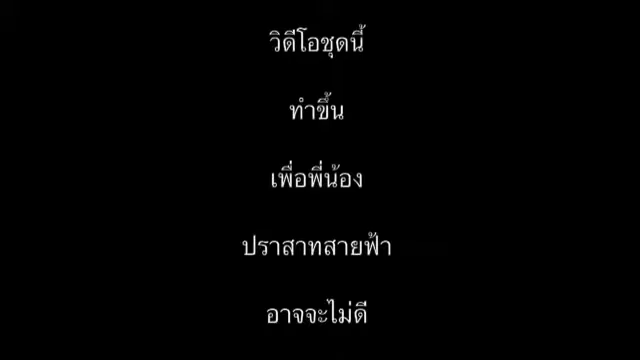 วิดีโอชุดนี้
ทำขึ้น
เพื่อพี่น้อง
ปราสาทสายฟ้า
อาจจะไม่ดี